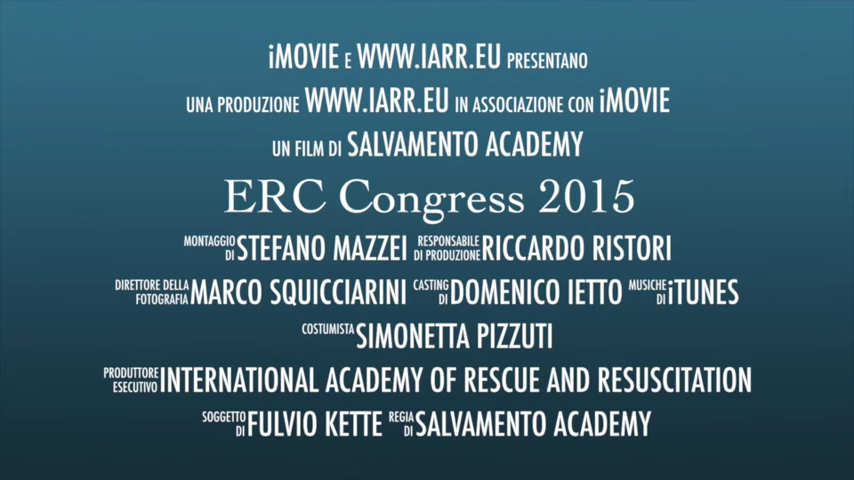 iMOVIE E WWW.IARR.EU PRESENTANO
UNA PRODUZIONE WWW.IARR.EU IN ASSOCIAZIONE CON iMOVIE
UN FILM DI SALVAMENTO ACADEMY
ERC Congress 2015
MONTAGGIO DI STEFANO MAZZEI RESPONSABILE DI PRODUZIONE RICCARDO RISTORI
DIRETTORE DELLA FOTOGRAFIA MARCO SQUICCIARINI CASTING DI DOMENICO IETTO MUSICHE DI iTUNES
COSTUMISTA SIMONETTA PIZZUTI
PRODUTTORE ESECUTIVO INTERNATIONAL ACADEMY OF RESCUE AND RESUSCITATION
SOGGETTO DI FULVIO KETTE REGIA DI SALVAMENTO ACADEMY